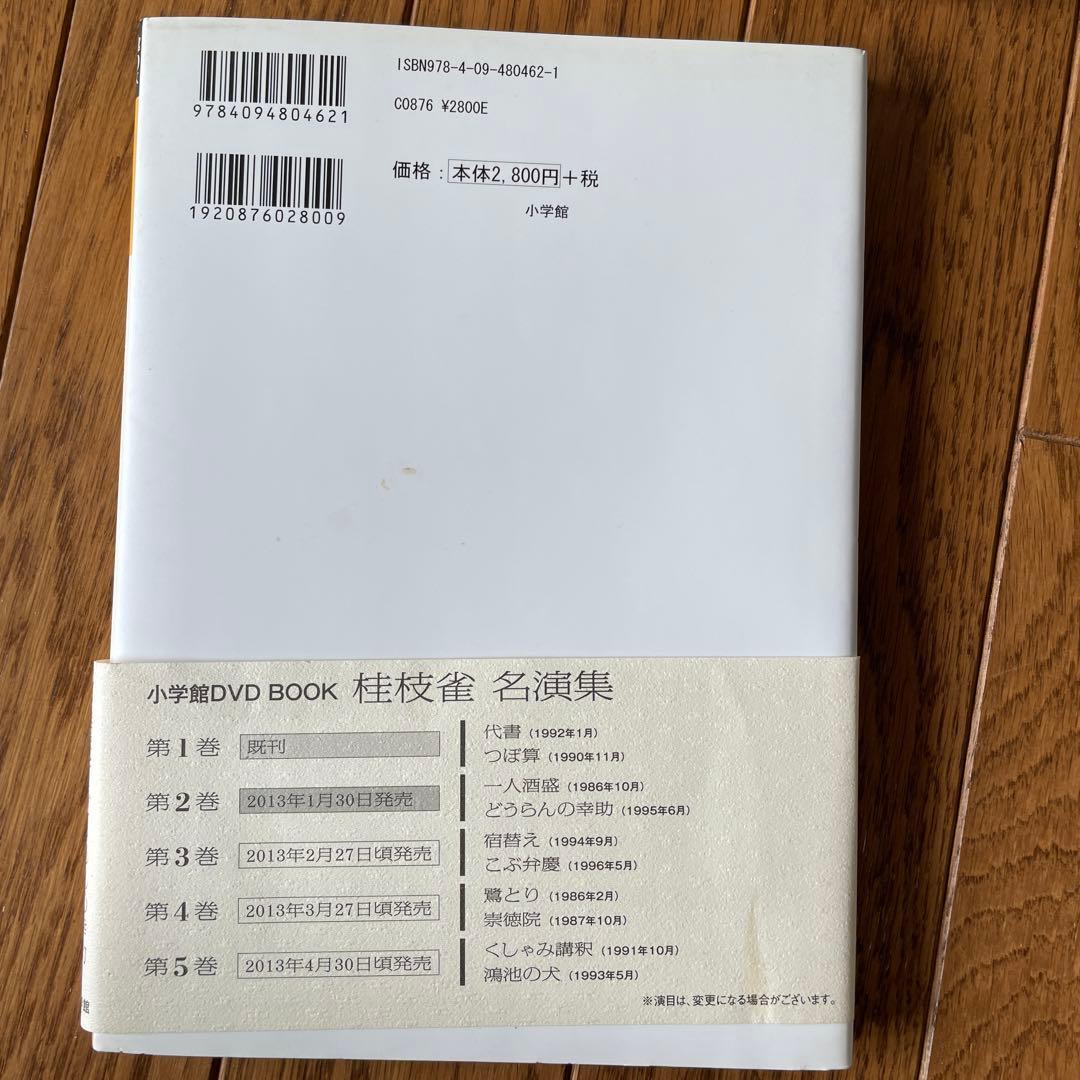 ISBN978-4-09-480462-1
9784094804621
C0876 ¥2800E
価格：本体2,800円+税
1920876028009
小学館
小学館DVD BOOK 桂枝雀 名演集
第1巻 既刊
代書（1992年1月）
つぼ算（1990年11月）
第2巻 2013年1月30日発売
一人酒盛（1986年10月）
どうらんの幸助（1995年6月）
第3巻 2013年2月27日頃発売
宿替え（1994年9月）
こぶ弁慶（1996年5月）
第4巻 2013年3月27日頃発売
鷺とり（1986年2月）
崇徳院（1987年10月）
第5巻 2013年4月30日頃発売
くしゃみ講釈（1991年10月）
鴻池の犬（1993年5月）
※演目は、変更になる場合がございます。